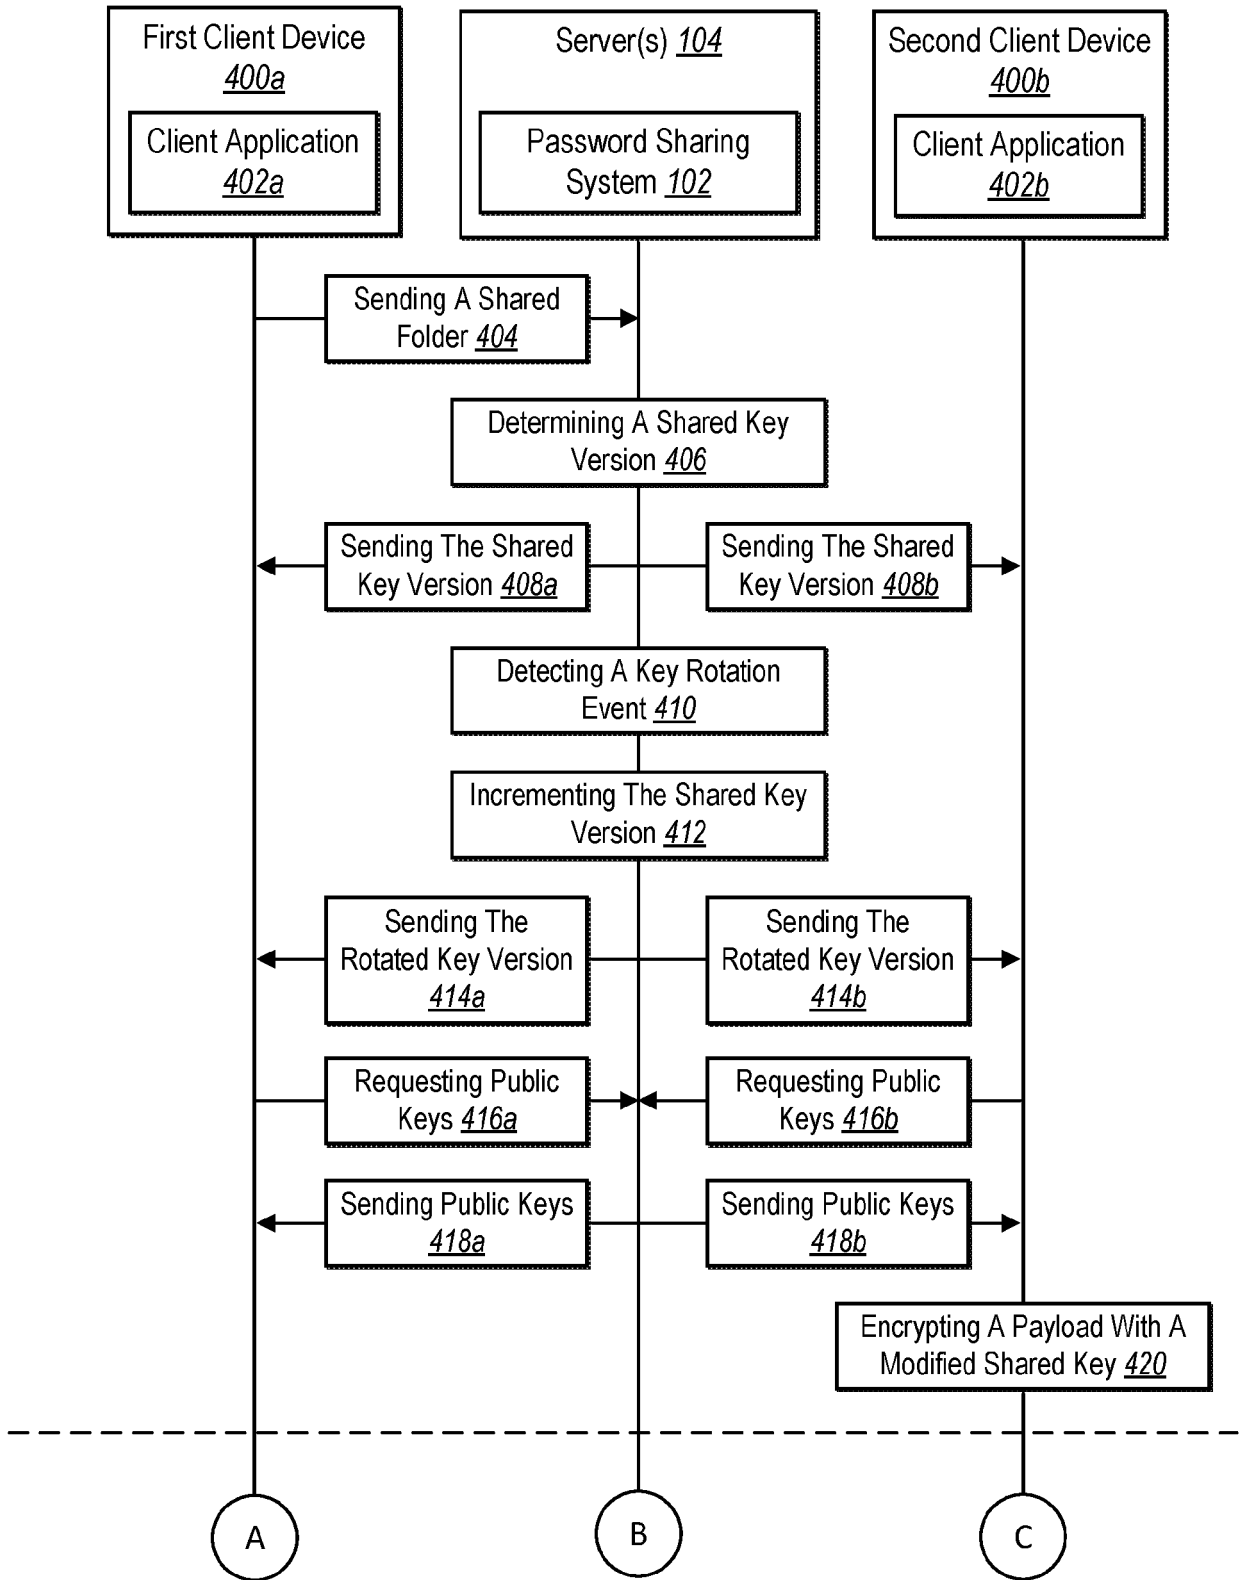 First Client Device
400a
Client Application
402a
Server(s) 104
Password Sharing
System 102
Second Client Device
400b
Client Application
402b
Sending A Shared
Folder 404
Determining A Shared Key
Version 406
Sending The Shared
Key Version 408a
Sending The Shared
Key Version 408b
Detecting A Key Rotation
Event 410
Incrementing The Shared Key
Version 412
Sending The
Rotated Key Version
414a
Sending The
Rotated Key Version
414b
Requesting Public
Keys 416a
Requesting Public
Keys 416b
Sending Public Keys
418a
Sending Public Keys
418b
Encrypting A Payload With A
Modified Shared Key 420
A
B
C